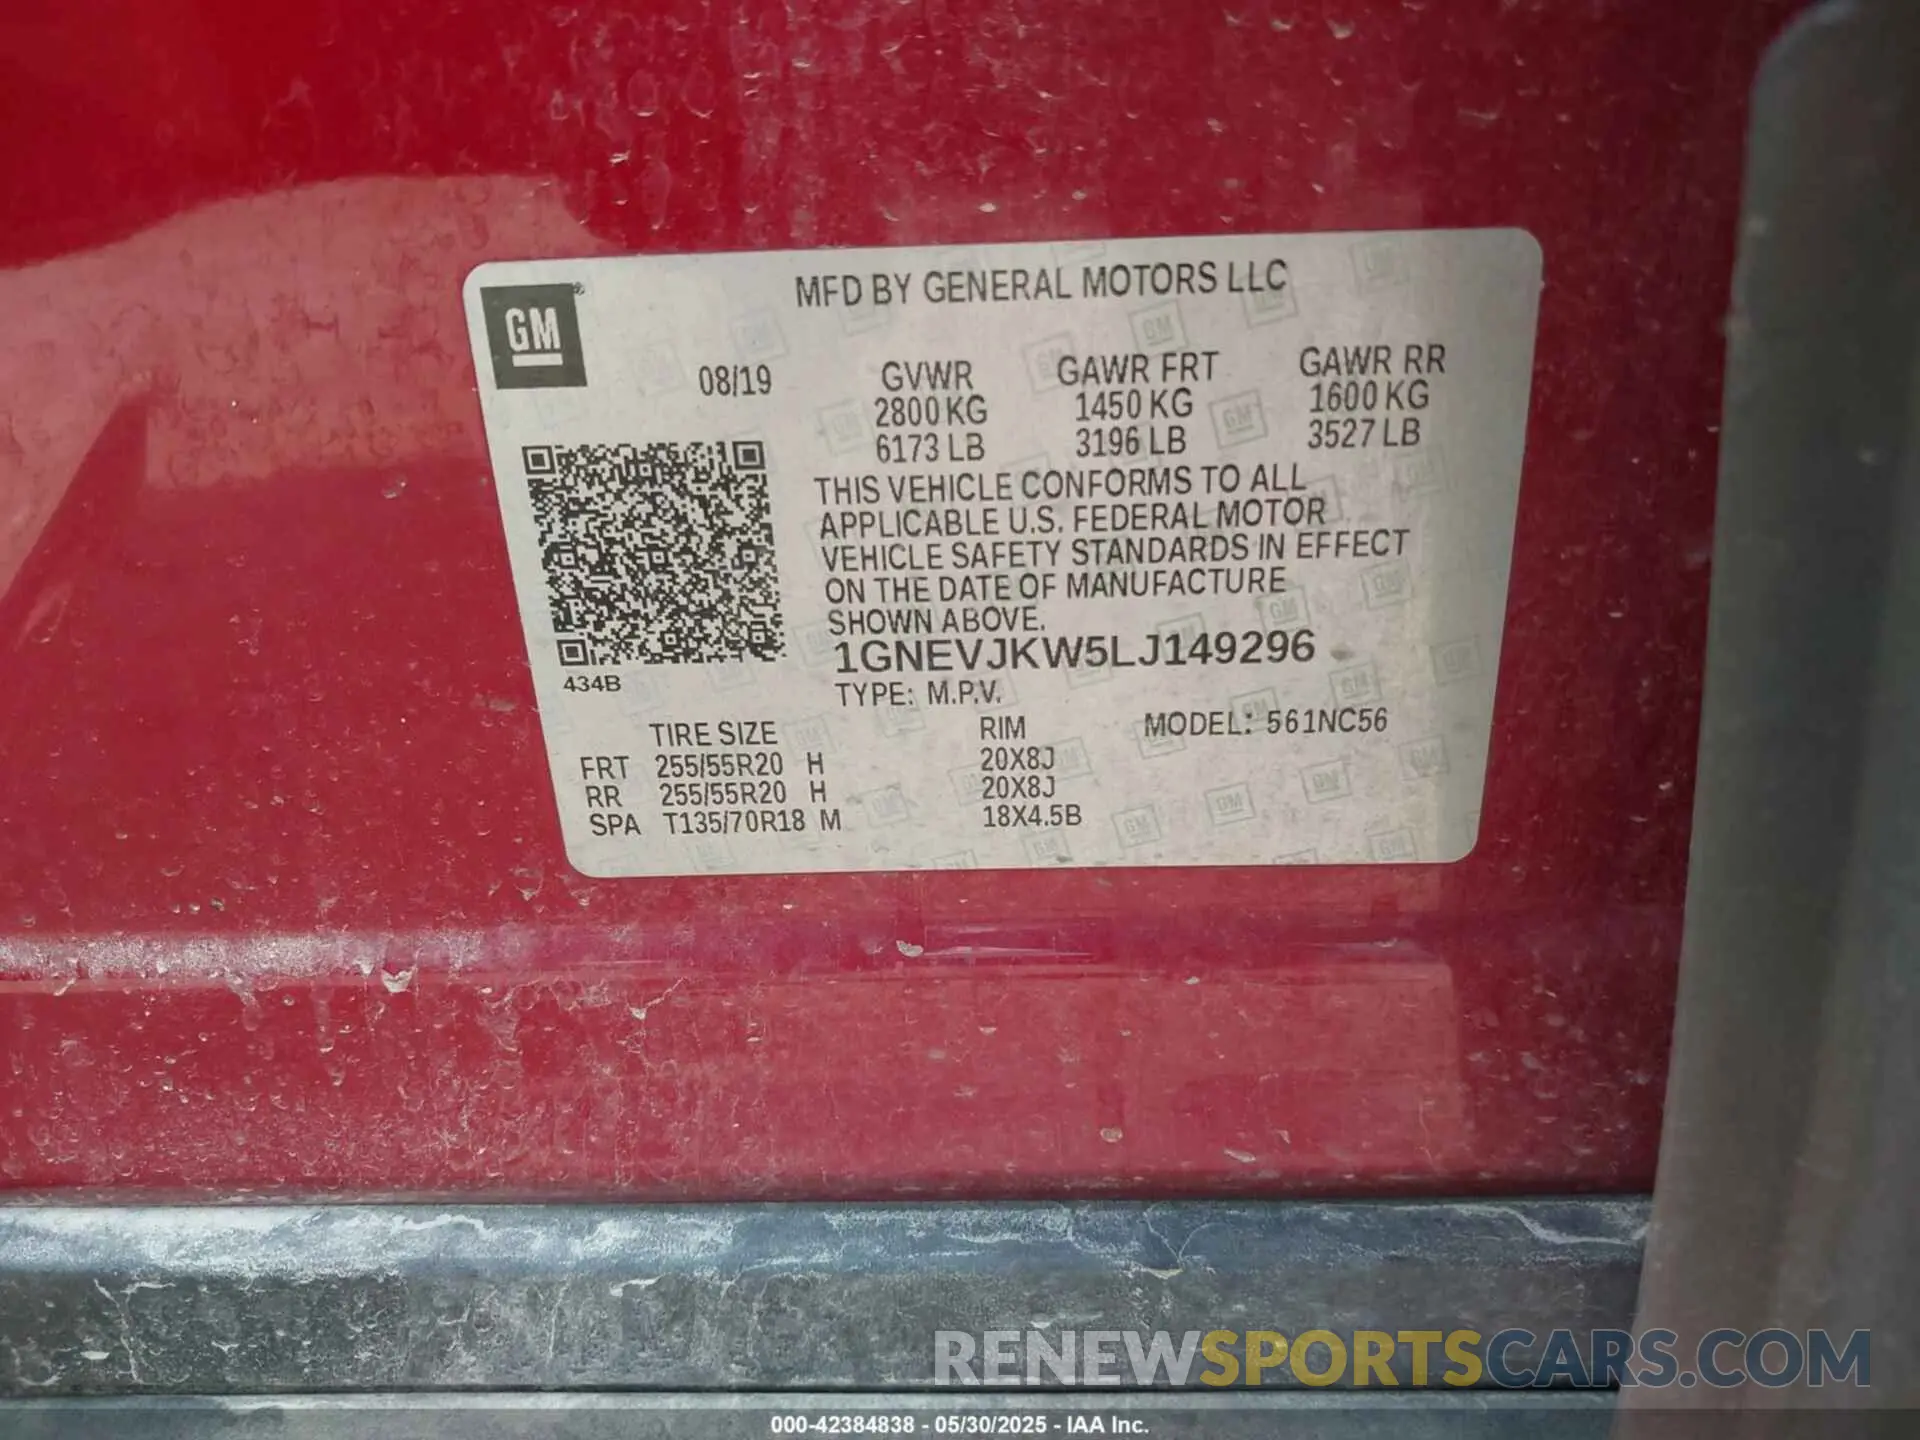 MFD BY GENERAL MOTORS LLC
GM
08/19 GVWR GAWR FRT GAWR RR
2800 KG 1450 KG 1600 KG
6173 LB 3196 LB 3527 LB
THIS VEHICLE CONFORMS TO ALL
APPLICABLE U.S. FEDERAL MOTOR
VEHICLE SAFETY STANDARDS IN EFFECT
ON THE DATE OF MANUFACTURE
SHOWN ABOVE.
1GNEVJKW5LJ149296
434B
TYPE: M.P.V.
TIRE SIZE RIM MODEL: 561NC56
FRT 255/55R20 H 20X8J
RR 255/55R20 H 20X8J
SPA T135/70R18 M 18X4.5B
RENEWSPORTSCARS.COM
000-42384838 - 05/30/2025 - IAA Inc.